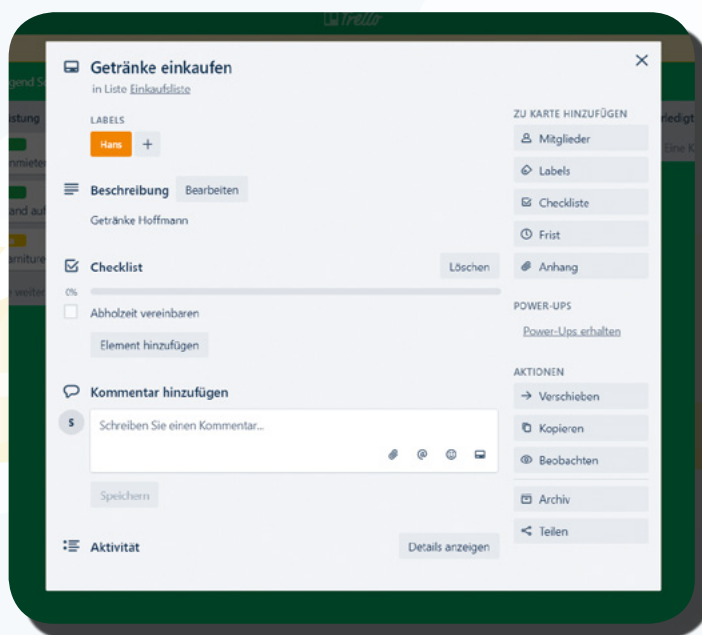 Trello
Getränke einkaufen
in Liste Einkaufsliste
LABELS
Hans +
Beschreibung Bearbeiten
Getränke Hoffmann
Checklist Löschen
0%
Abholzeit vereinbaren
Element hinzufügen
Kommentar hinzufügen
S Schreiben Sie einen Kommentar...
Speichern
Aktivität Details anzeigen
ZU KARTE HINZUFÜGEN
Mitglieder
Labels
Checkliste
Frist
Anhang
POWER-UPS
Power-Ups erhalten
AKTIONEN
Verschieben
Kopieren
Beobachten
Archiv
Teilen